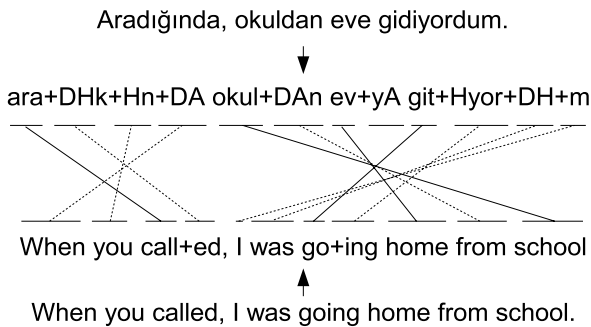 Aradığında, okuldan eve gidiyordum.
ara+DHk+Hn+DA okul+DAn ev+yA git+Hyor+DH+m
When you call+ed, I was go+ing home from school
When you called, I was going home from school.